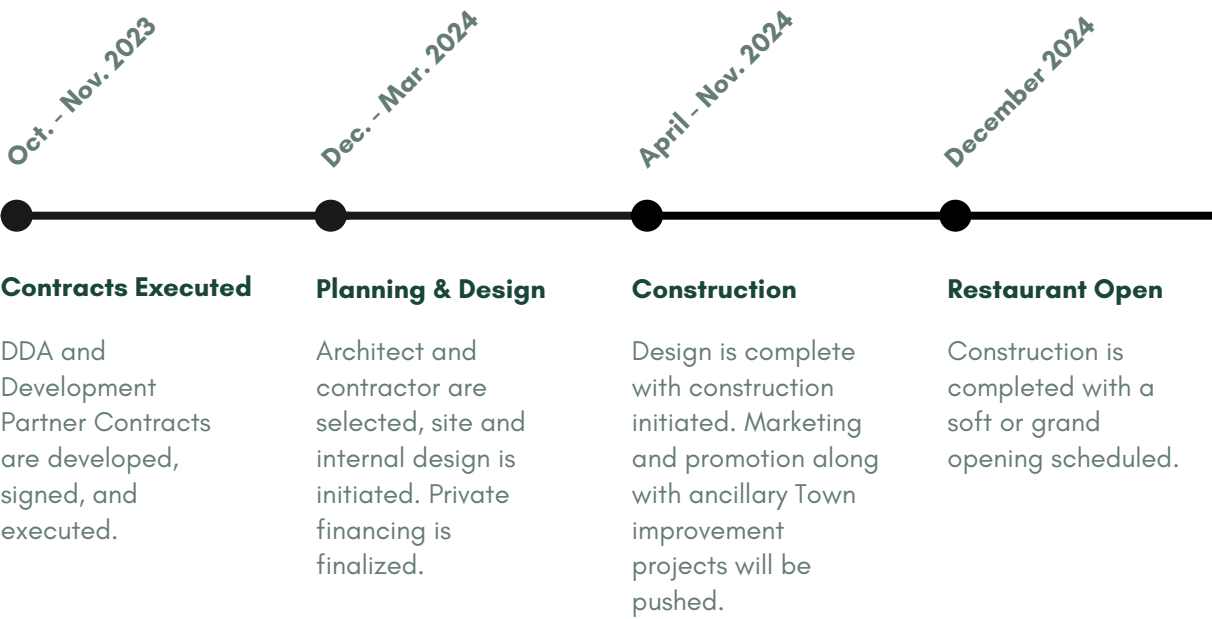 Oct. - Nov. 2023
Dec. - Mar. 2024
April - Nov. 2024
December 2024
Contracts Executed
DDA and
Development
Partner Contracts
are developed,
signed, and
executed.
Planning & Design
Architect and
contractor are
selected, site and
internal design is
initiated. Private
financing is
finalized.
Construction
Design is complete
with construction
initiated. Marketing
and promotion along
with ancillary Town
improvement
projects will be
pushed.
Restaurant Open
Construction is
completed with a
soft or grand
opening scheduled.